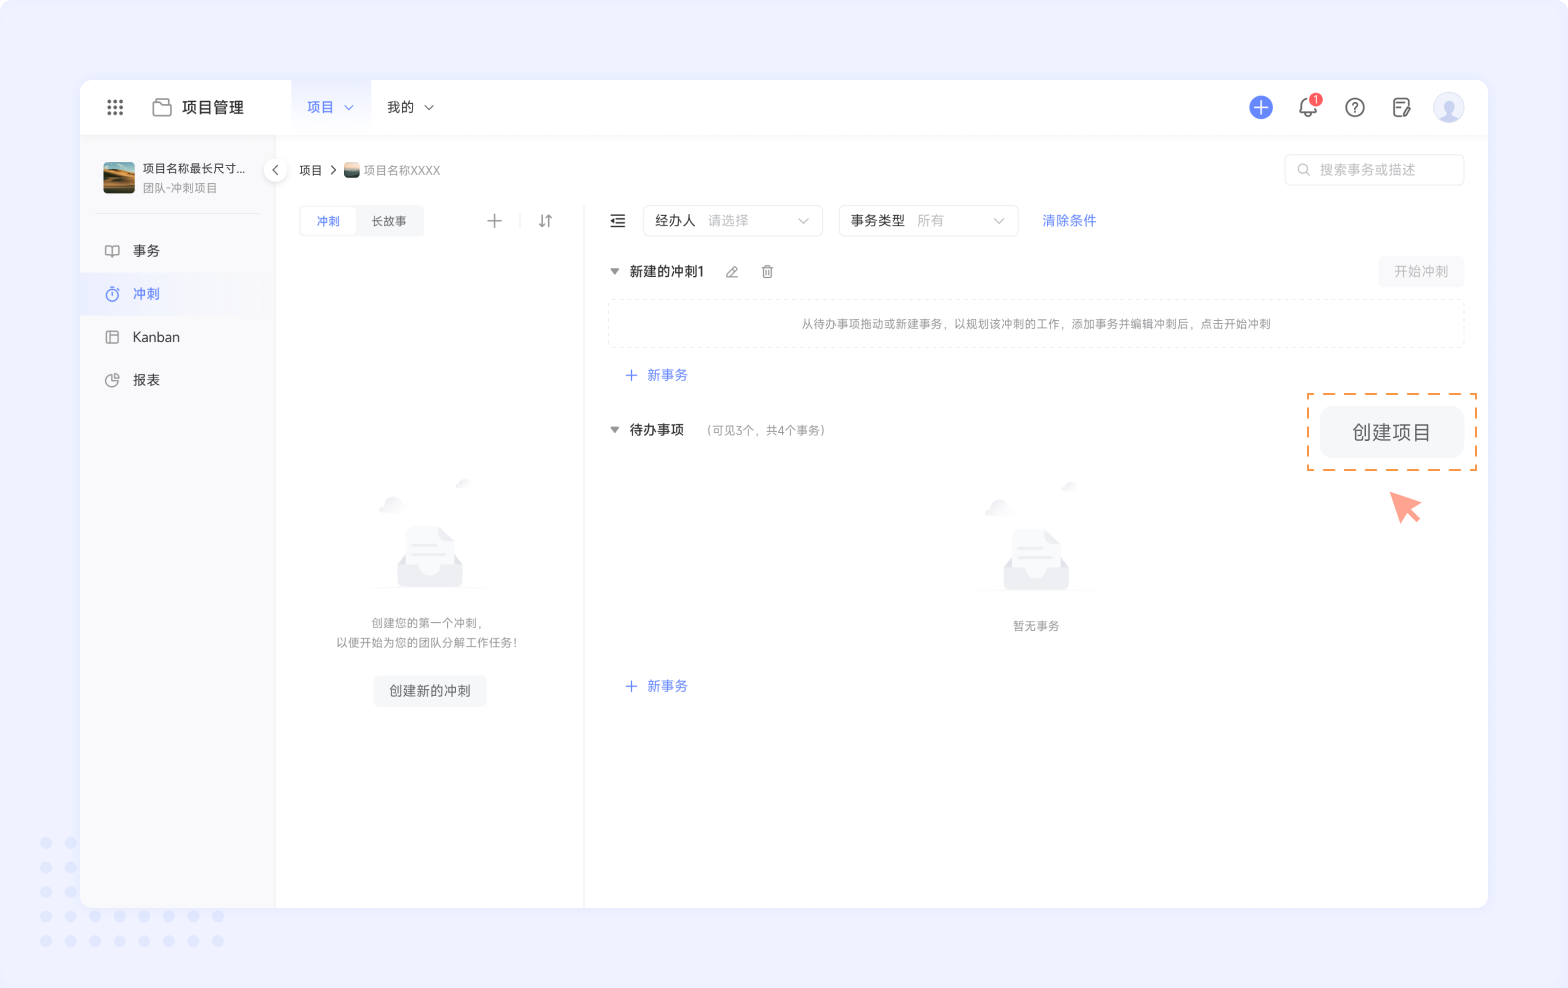 项目管理
项目
我的
1
项目名称最长尺寸...
团队-冲刺项目
项目
项目名称XXXX
搜索事务或描述
冲刺
长故事
经办人 请选择
事务类型 所有
清除条件
事务
冲刺
Kanban
报表
新建的冲刺1
开始冲刺
从待办事项拖动或新建事务，以规划该冲刺的工作，添加事务并编辑冲刺后，点击开始冲刺
新事务
待办事项 （可见3个，共4个事务）
创建项目
创建您的第一个冲刺，
以便开始为您的团队分解工作任务！
创建新的冲刺
暂无事务
新事务